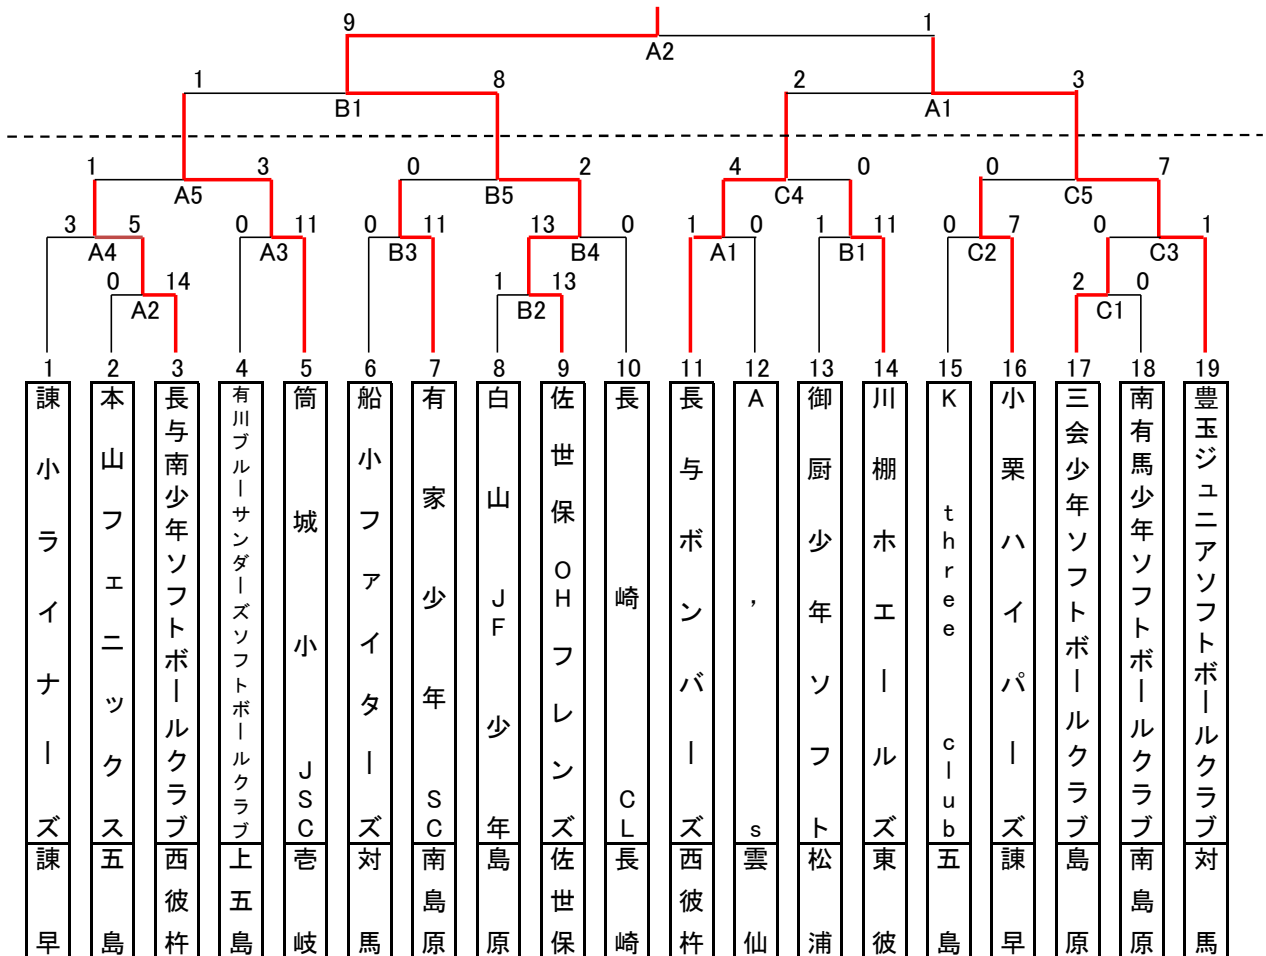 9 1
A2
1 8 2 3
B1 A1
1 3 0 2 4 0 0 7
A5 B5 C4 C5
3 5 0 11 0 11 13 0 1 0 1 11 0 7 0 1
A4 A3 B3 B4 A1 B1 C2 C3
0 14 1 13 2 0
A2 B2 C1
1 2 3 4 5 6 7 8 9 10 11 12 13 14 15 16 17 18 19
諫小ライナーズ
諫早
本山フェニックス
五島
長与南少年ソフトボールクラブ
西彼杵
有川ブルーサンダーズソフトボールクラブ
上五島
筒城小JSC
壱岐
船小ファイターズ
対馬
有家少年SC
南島原
白山JF少年
島原
佐世保OHフレンズ
佐世保
長崎CL
長崎
長与ボンバーズ
西彼杵
A,s
雲仙
御厨少年ソフト
松浦
川棚ホエールズ
東彼
K three club
五島
小栗ハイパーズ
諫早
三会少年ソフトボールクラブ
島原
南有馬少年ソフトボールクラブ
南島原
豊玉ジュニアソフトボールクラブ
対馬